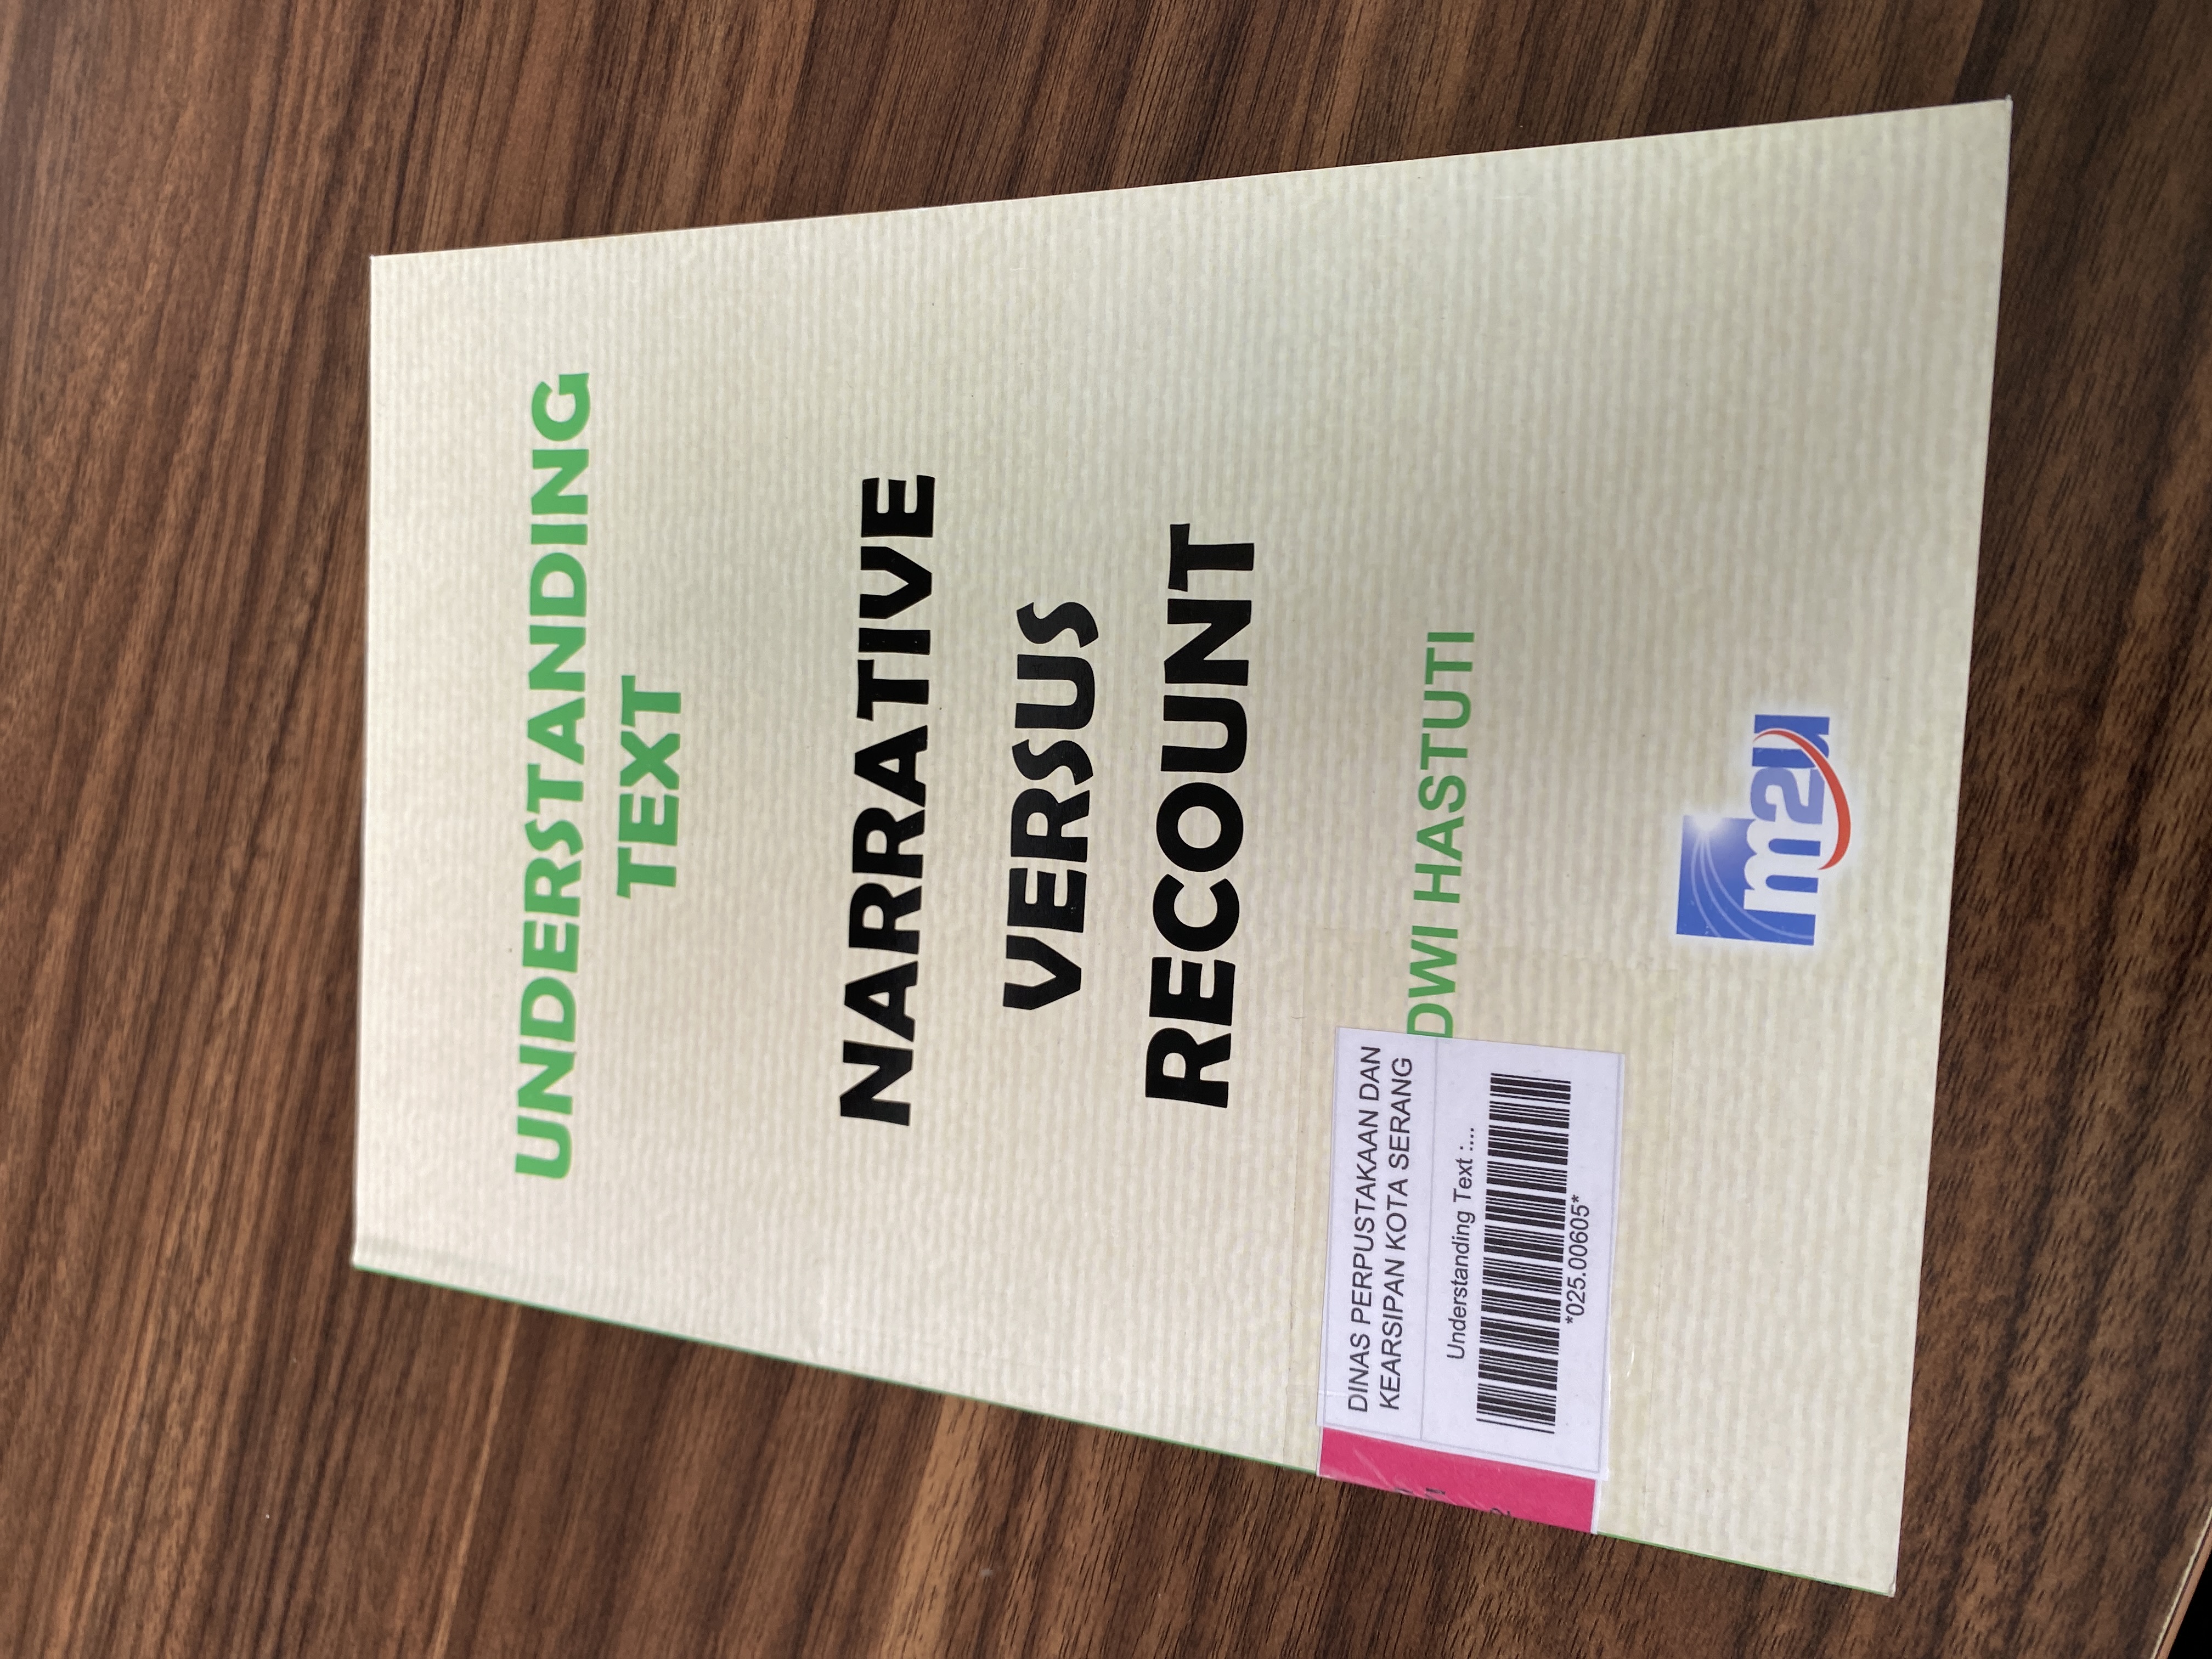 UNDERSTANDING
TEXT
NARRATIVE
VERSUS
RECOUNT
DWI HASTUTI
DINAS PERPUSTAKAAN DAN
KEARSIPAN KOTA SERANG
Understanding Text :...
*025.00605*
m2u